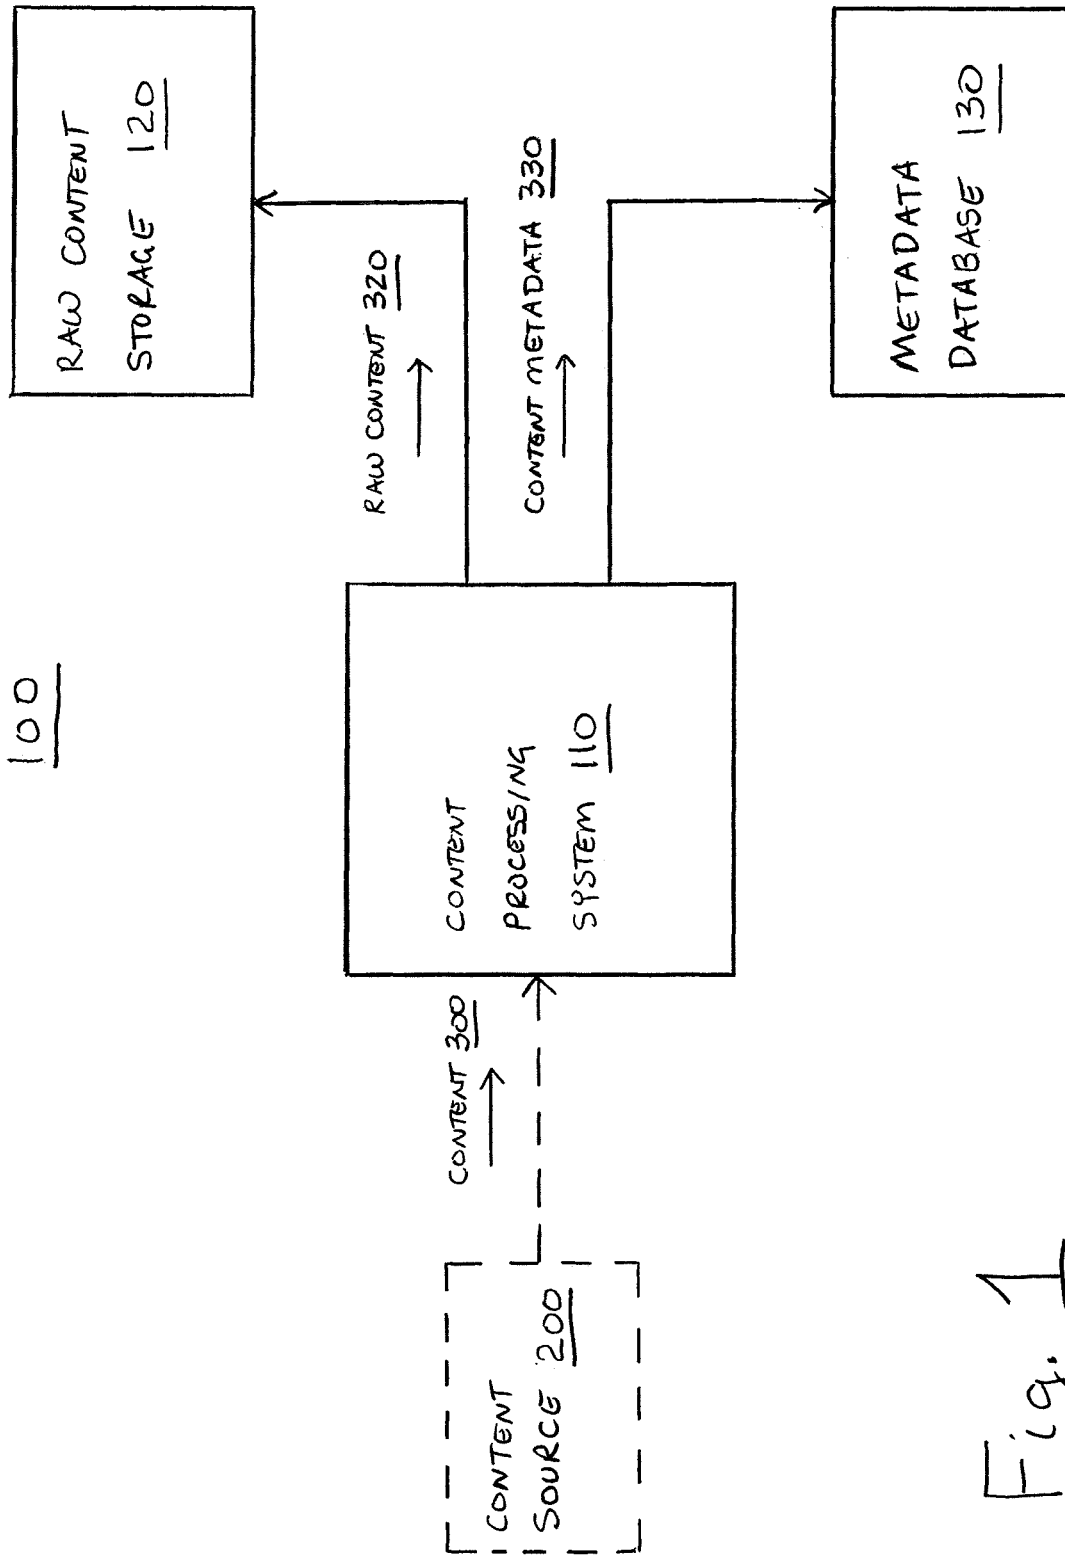 100
RAW CONTENT
STORAGE 120
RAW CONTENT 320
CONTENT 300
CONTENT
PROCESSING
SYSTEM 110
CONTENT METADATA 330
CONTENT
SOURCE 200
METADATA
DATABASE 130
Fig. 1